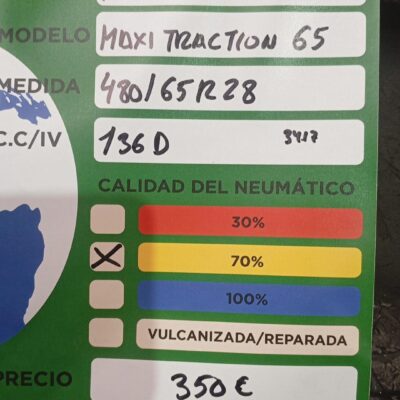 MODELO MAXI TRACTION 65
MEDIDA 480/65R28
C.C/IV 136D 3417
CALIDAD DEL NEUMÁTICO
30%
X 70%
100%
VULCANIZADA/REPARADA
PRECIO 350 €